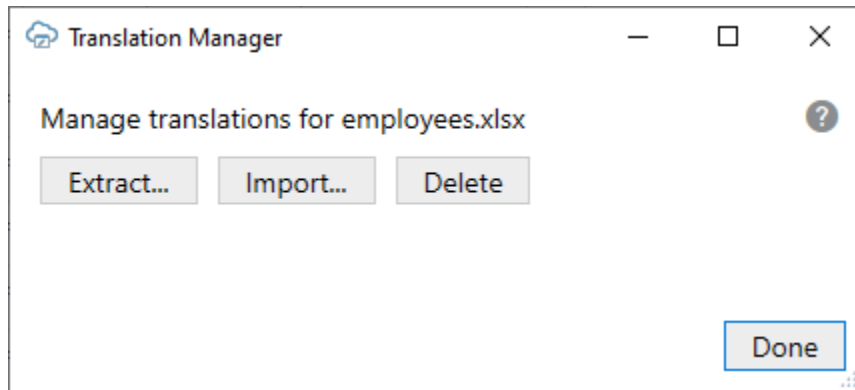 Translation Manager
Manage translations for employees.xlsx
?
Extract... Import... Delete
Done